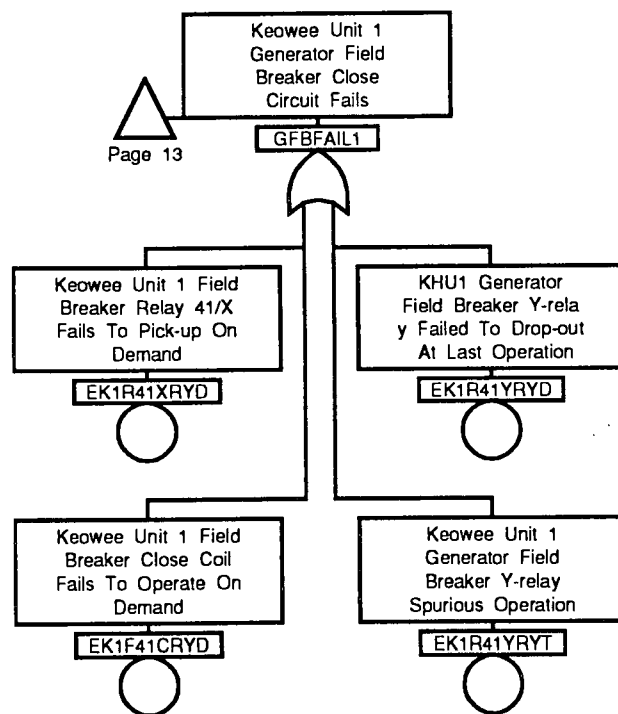 Keowee Unit 1
Generator Field
Breaker Close
Circuit Fails
GFBFAIL1
Page 13
Keowee Unit 1 Field
Breaker Relay 41/X
Fails To Pick-up On
Demand
EK1R41XRYD
KHU1 Generator
Field Breaker Y-rela
y Failed To Drop-out
At Last Operation
EK1R41YRYD
Keowee Unit 1 Field
Breaker Close Coil
Fails To Operate On
Demand
EK1F41CRYD
Keowee Unit 1
Generator Field
Breaker Y-relay
Spurious Operation
EK1R41YRYT